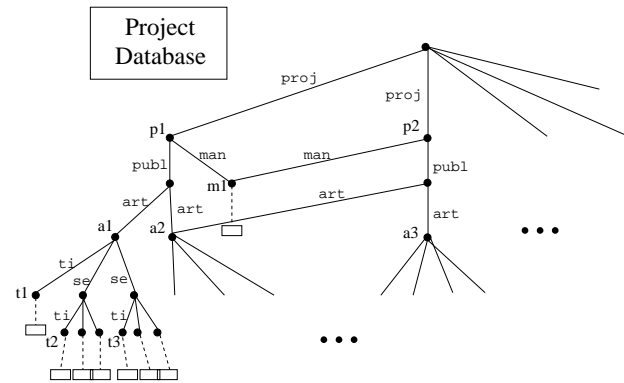 Project
Database
proj
proj
p1
p2
publ
man
man
publ
m1
art
art
art
art
a1
a2
a3
ti
se
se
t1
ti
ti
t2
t3